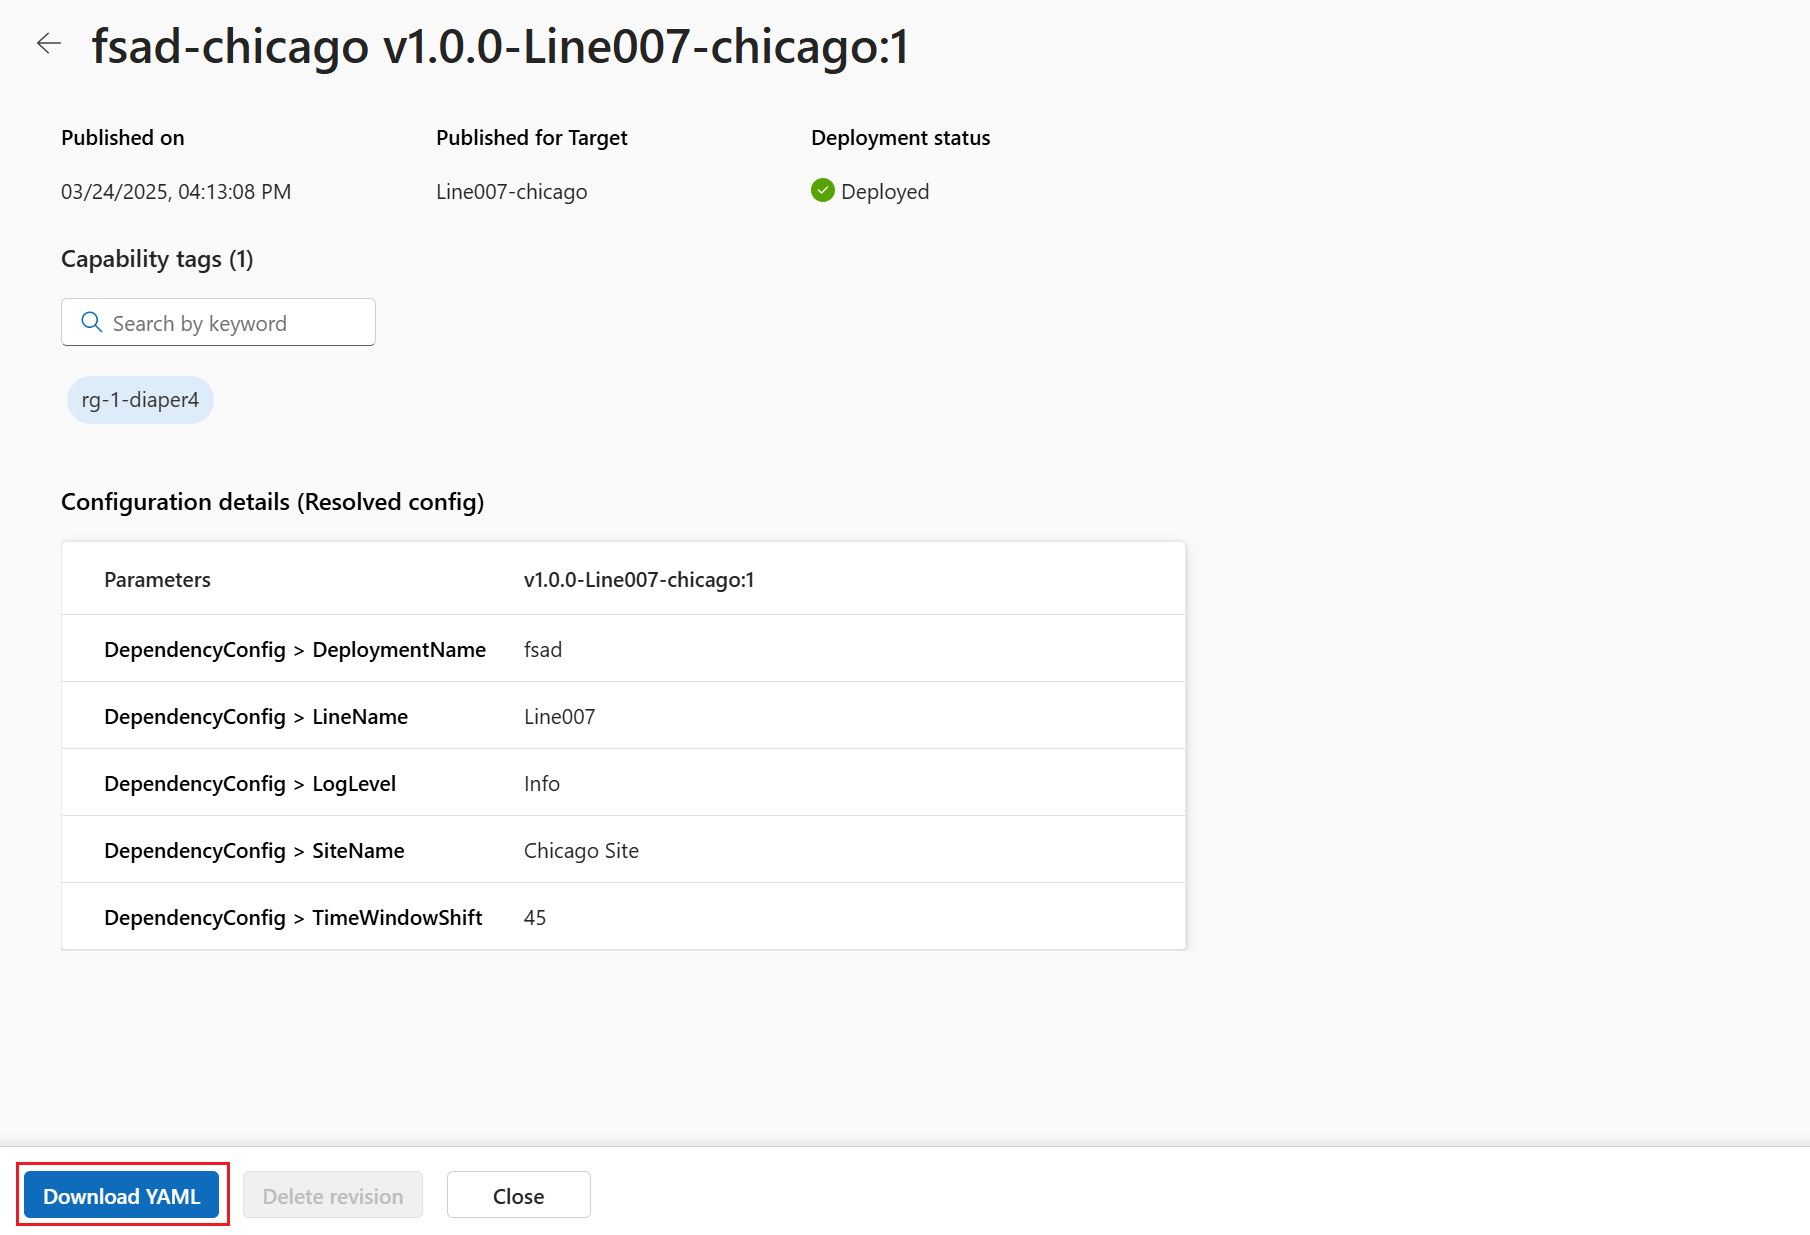 fsad-chicago v1.0.0-Line007-chicago:1
Published on
Published for Target
Deployment status
03/24/2025, 04:13:08 PM
Line007-chicago
Deployed
Capability tags (1)
Search by keyword
rg-1-diaper4
Configuration details (Resolved config)
Parameters
v1.0.0-Line007-chicago:1
DependencyConfig > DeploymentName
fsad
DependencyConfig > LineName
Line007
DependencyConfig > LogLevel
Info
DependencyConfig > SiteName
Chicago Site
DependencyConfig > TimeWindowShift
45
Download YAML
Delete revision
Close